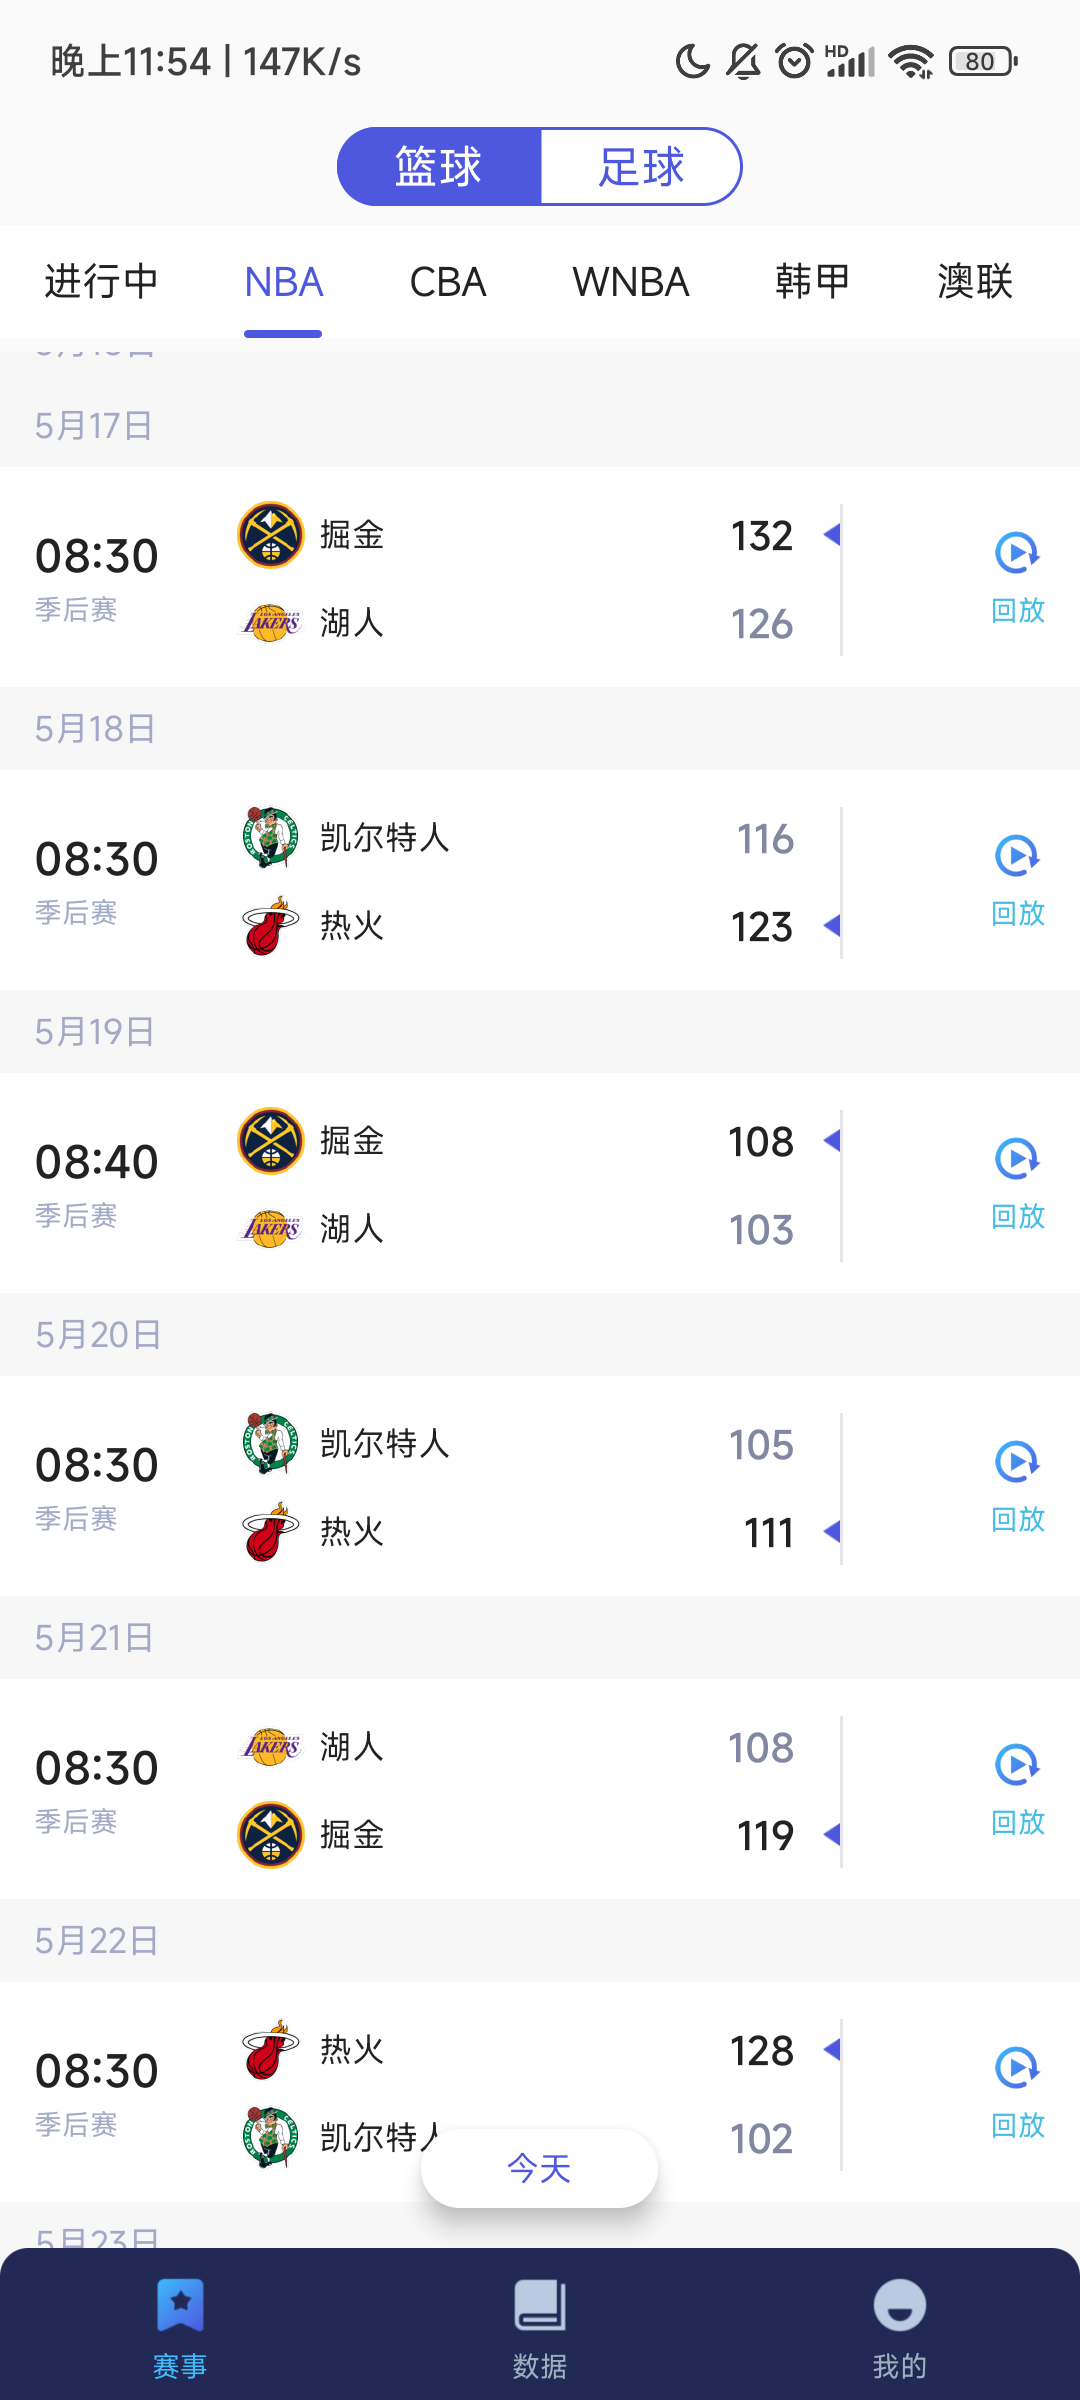 晚上11:54 | 147K/s
HD
80
篮球 足球
进行中 NBA CBA WNBA 韩甲 澳联
5月17日
08:30 季后赛
掘金 132
湖人 126
回放
5月18日
08:30 季后赛
凯尔特人 116
热火 123
回放
5月19日
08:40 季后赛
掘金 108
湖人 103
回放
5月20日
08:30 季后赛
凯尔特人 105
热火 111
回放
5月21日
08:30 季后赛
湖人 108
掘金 119
回放
5月22日
08:30 季后赛
热火 128
凯尔特人 102
回放
今天
5月23日
赛事 数据 我的